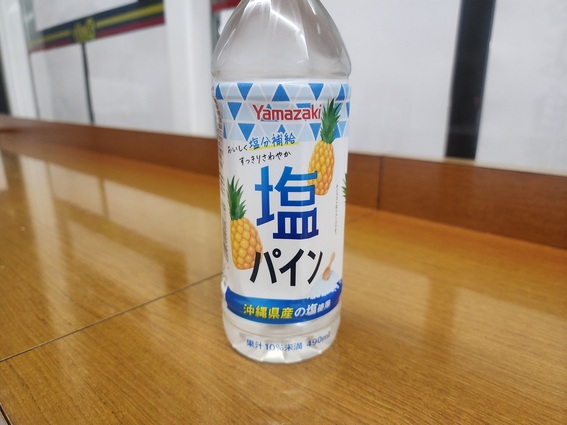 Yamazaki
おいしく塩分補給
すっきりさわやか
塩
パイン
沖縄県産の塩使用
果汁10%未満 490ml